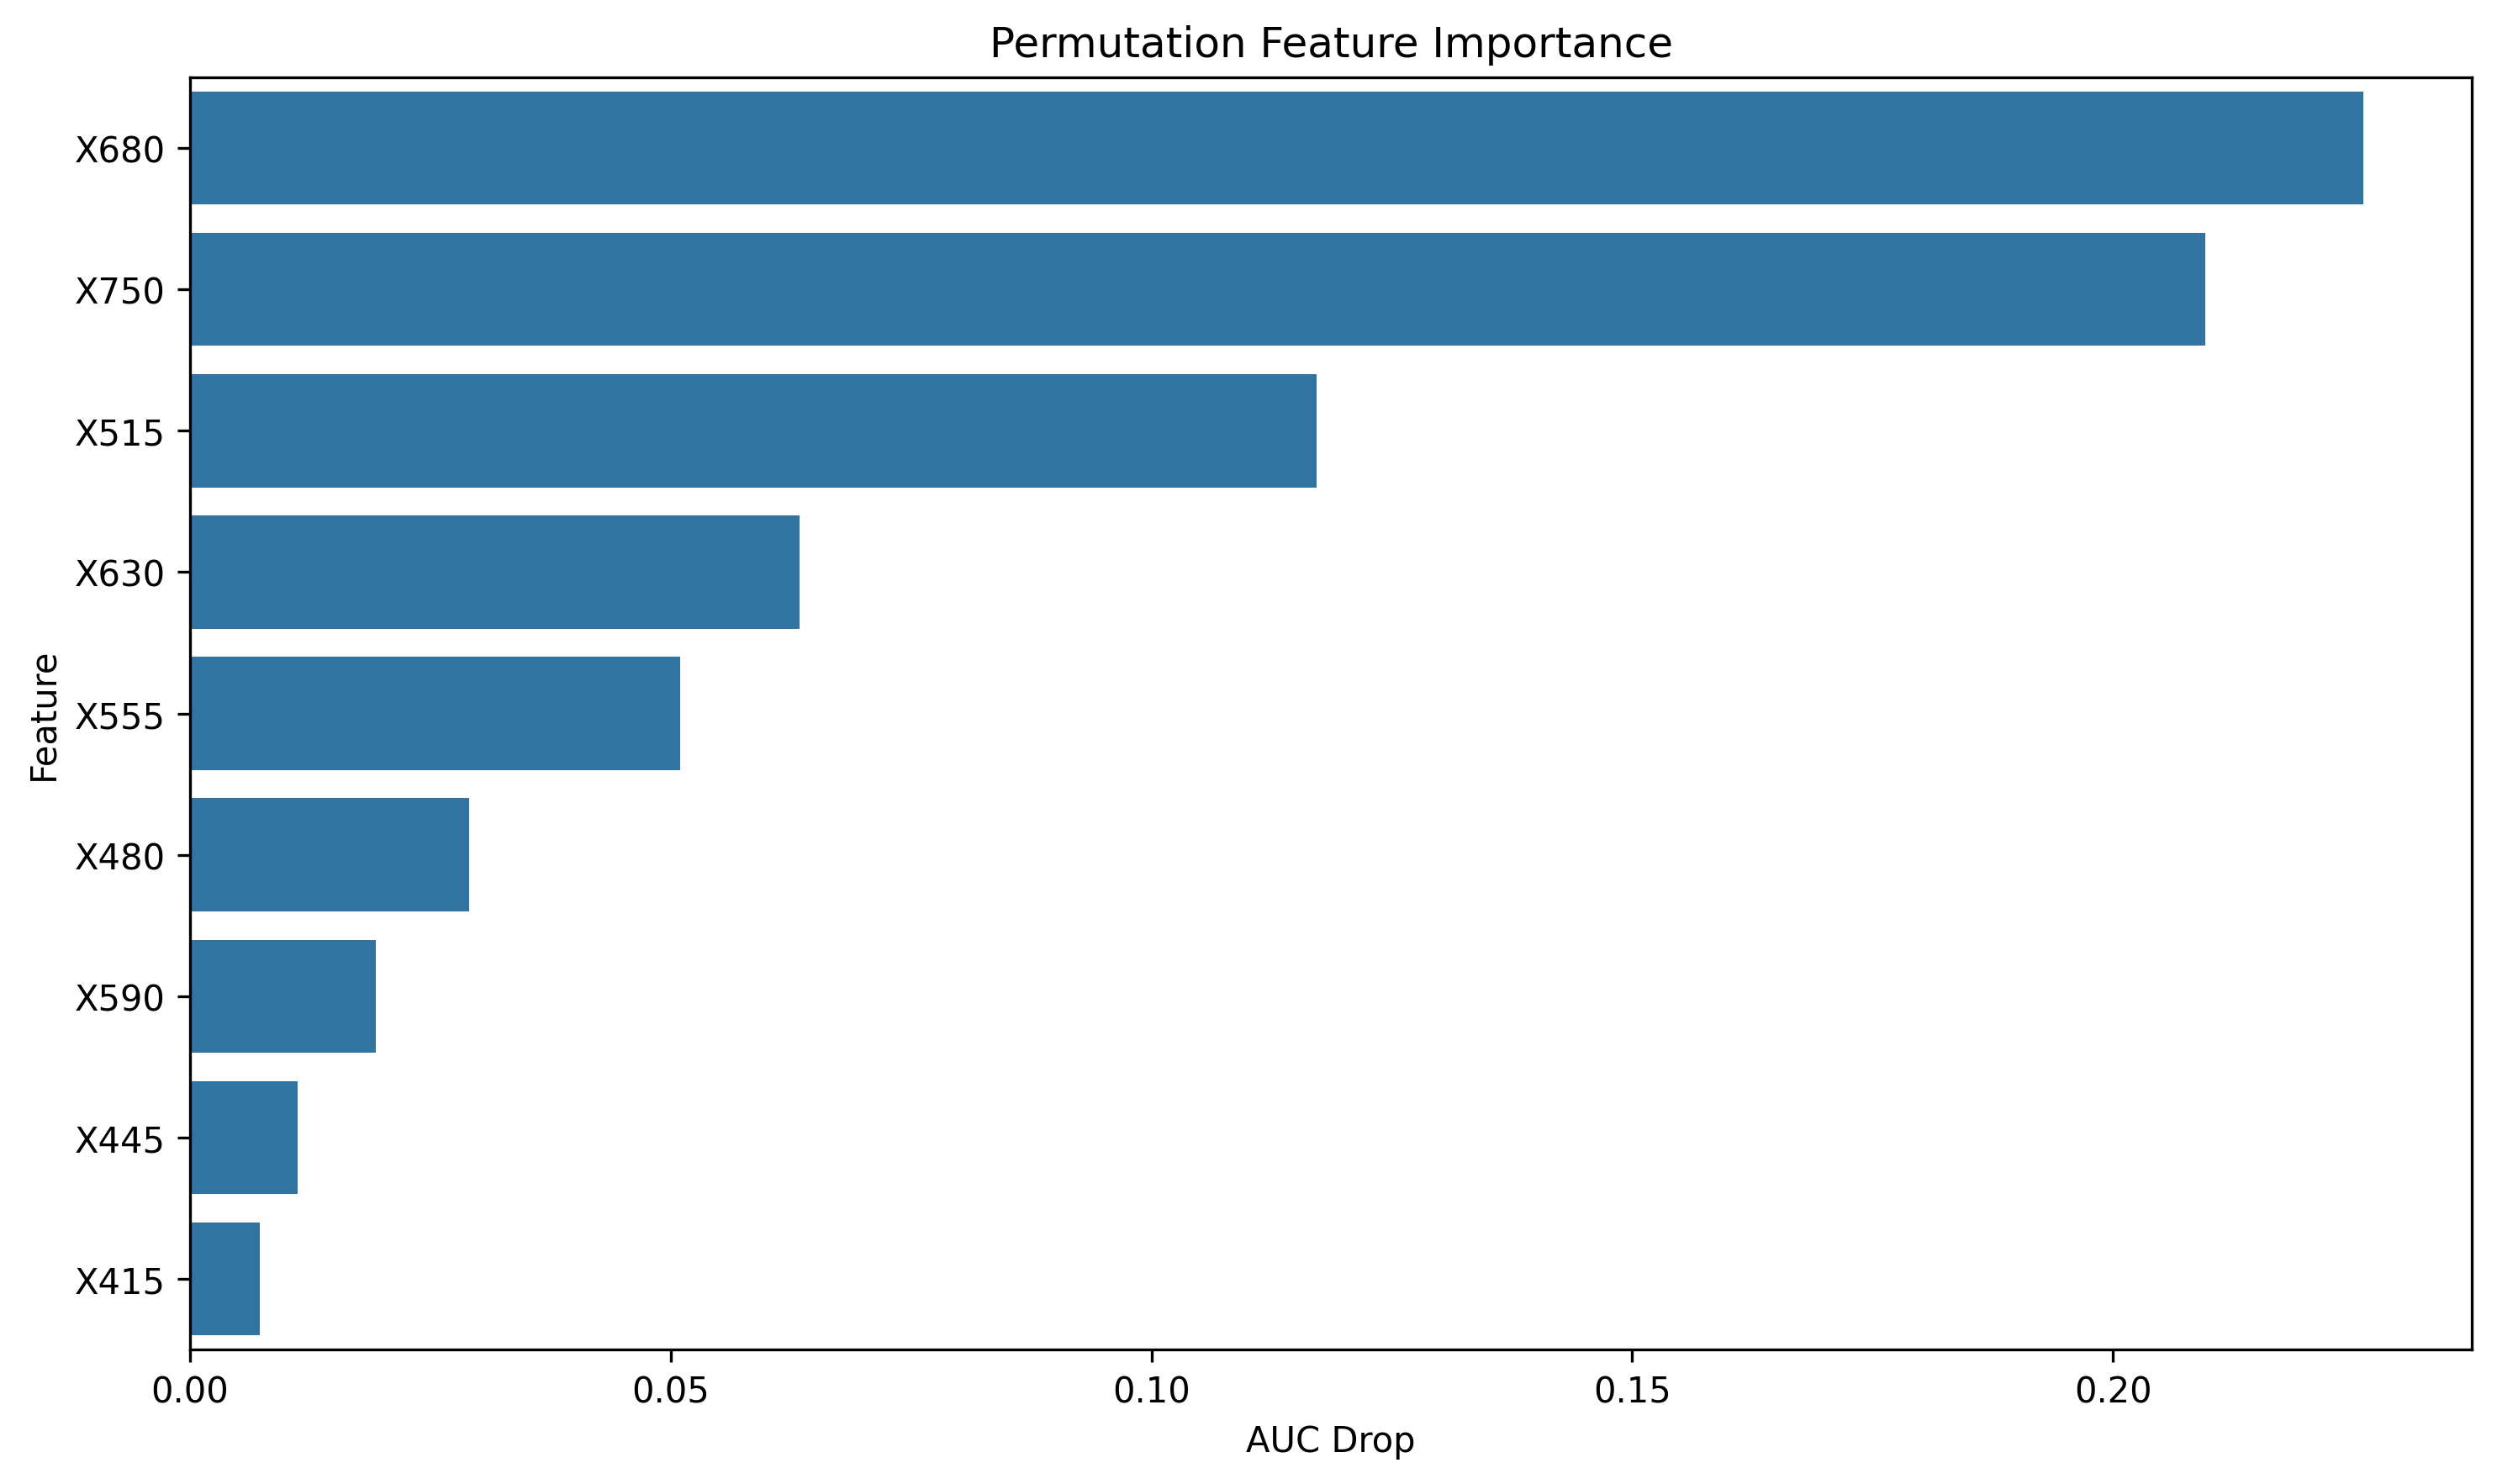 Permutation Feature Importance
Feature
X680
X750
X515
X630
X555
X480
X590
X445
X415
0.00 0.05 0.10 0.15 0.20
AUC Drop